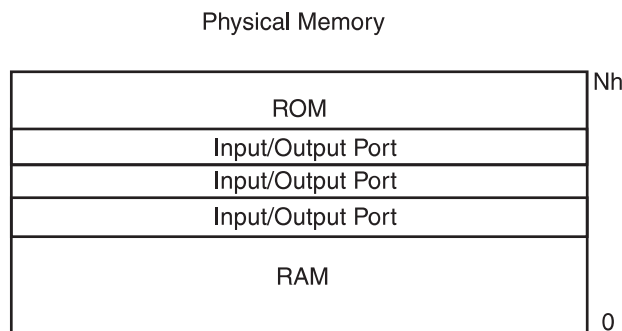 Physical Memory
Nh
ROM
Input/Output Port
Input/Output Port
Input/Output Port
RAM
0